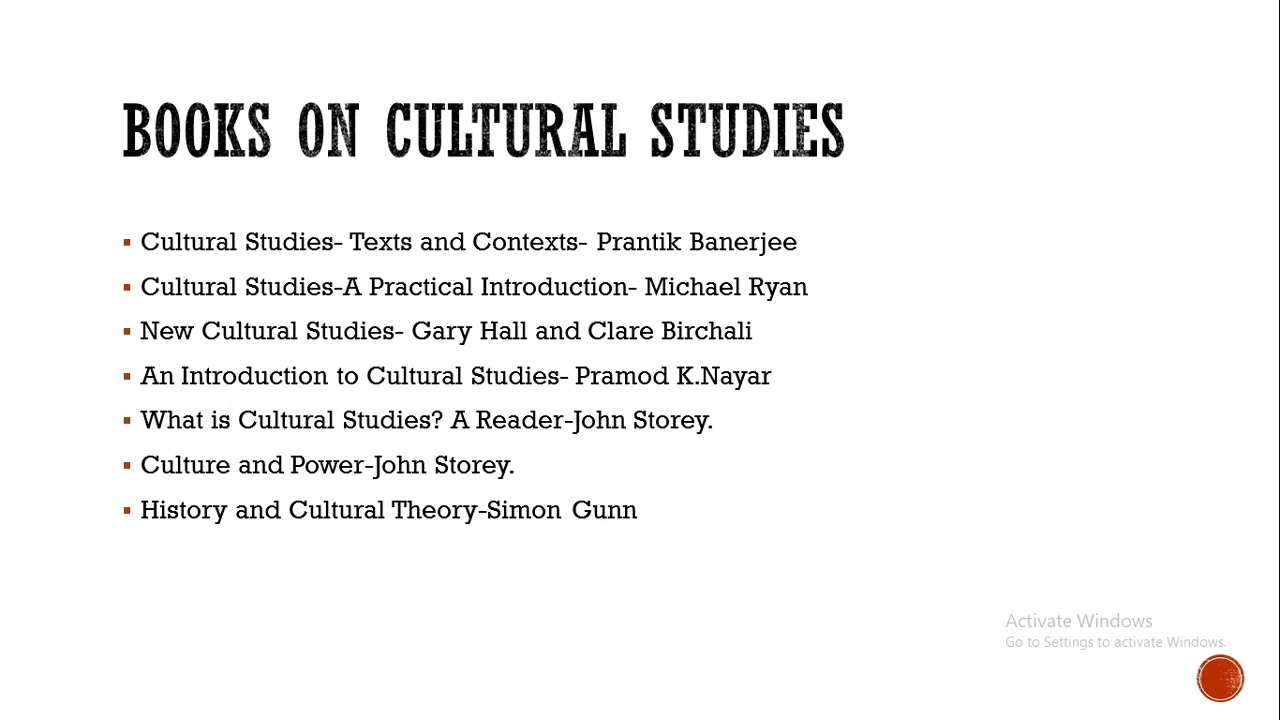 BOOKS ON CULTURAL STUDIES
Cultural Studies- Texts and Contexts- Prantik Banerjee
Cultural Studies-A Practical Introduction- Michael Ryan
New Cultural Studies- Gary Hall and Clare Birchali
An Introduction to Cultural Studies- Pramod K.Nayar
What is Cultural Studies? A Reader-John Storey.
Culture and Power-John Storey.
History and Cultural Theory-Simon Gunn
Activate Windows
Go to Settings to activate Windows.